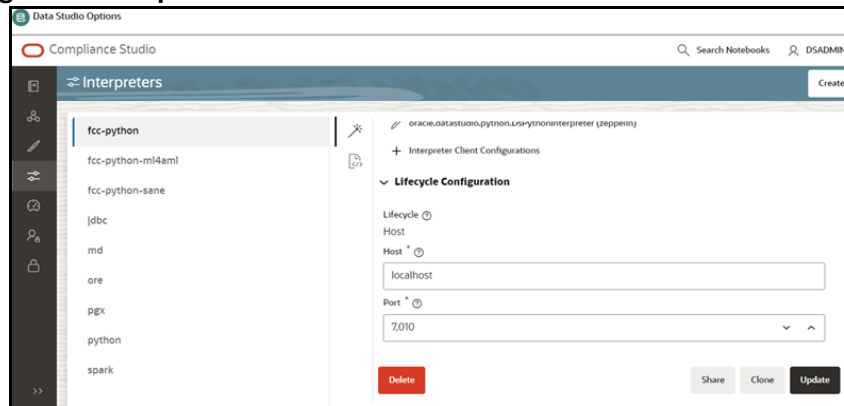 Data Studio Options
Compliance Studio
Search Notebooks
DSADMIN
Interpreters
Create
fcc-python
oracle.datastudio.python.DsPythonInterpreter (zeppelin)
fcc-python-ml4aml
Interpreter Client Configurations
fcc-python-sane
Lifecycle Configuration
jdbc
Lifecycle
Host
md
Host *
localhost
ore
Port *
pgx
7,010
python
spark
Delete
Share
Clone
Update